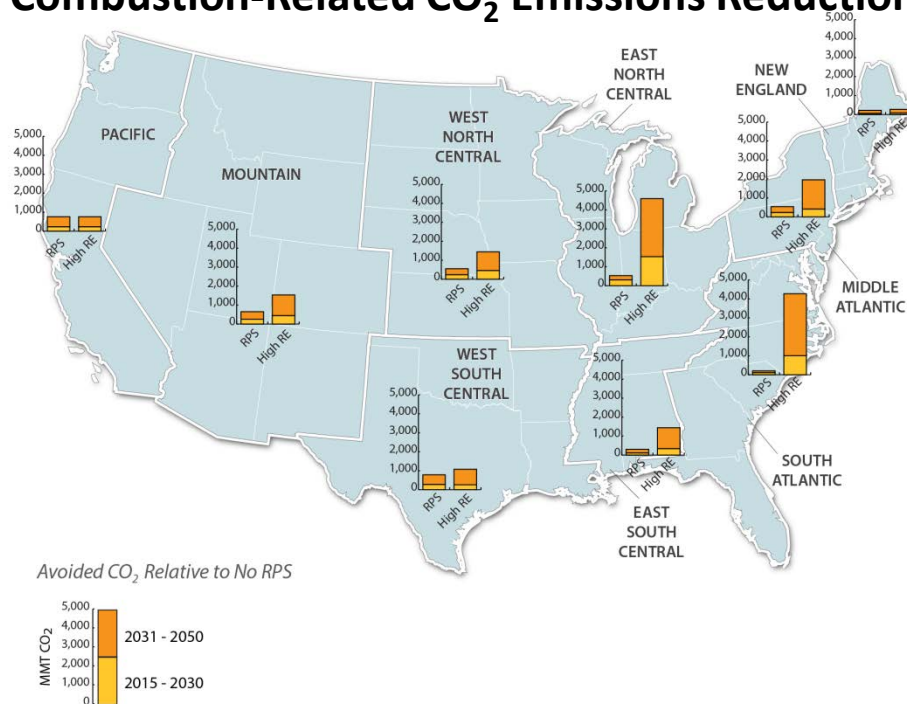 Combustion-Related CO₂ Emissions Reduction
5,000
4,000
3,000
2,000
1,000
0
RPS
High RE
EAST
NORTH
CENTRAL
NEW
ENGLAND
5,000
4,000
3,000
2,000
1,000
0
RPS
High RE
WEST
NORTH
CENTRAL
PACIFIC
5,000
4,000
3,000
2,000
1,000
0
RPS
High RE
MOUNTAIN
5,000
4,000
3,000
2,000
1,000
0
RPS
High RE
5,000
4,000
3,000
2,000
1,000
0
RPS
High RE
5,000
4,000
3,000
2,000
1,000
0
RPS
High RE
MIDDLE
ATLANTIC
5,000
4,000
3,000
2,000
1,000
0
RPS
High RE
WEST
SOUTH
CENTRAL
5,000
4,000
3,000
2,000
1,000
0
RPS
High RE
5,000
4,000
3,000
2,000
1,000
0
RPS
High RE
SOUTH
ATLANTIC
EAST
SOUTH
CENTRAL
Avoided CO₂ Relative to No RPS
MMT CO₂
5,000
4,000
3,000
2,000
1,000
0
2031 - 2050
2015 - 2030